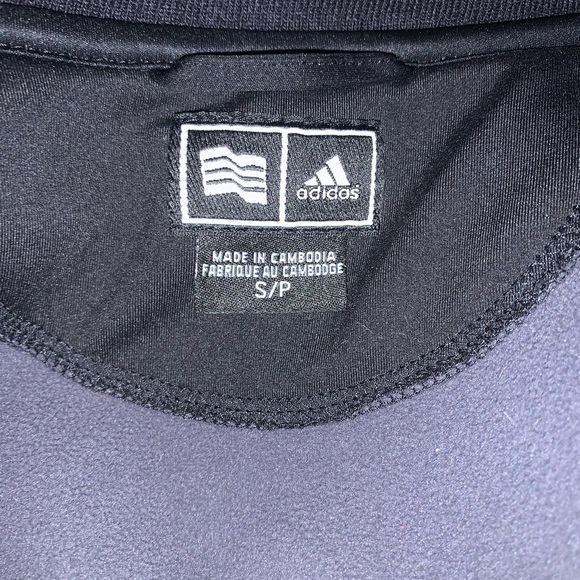 adidas
MADE IN CAMBODIA
FABRIQUE AU CAMBODGE
S/P